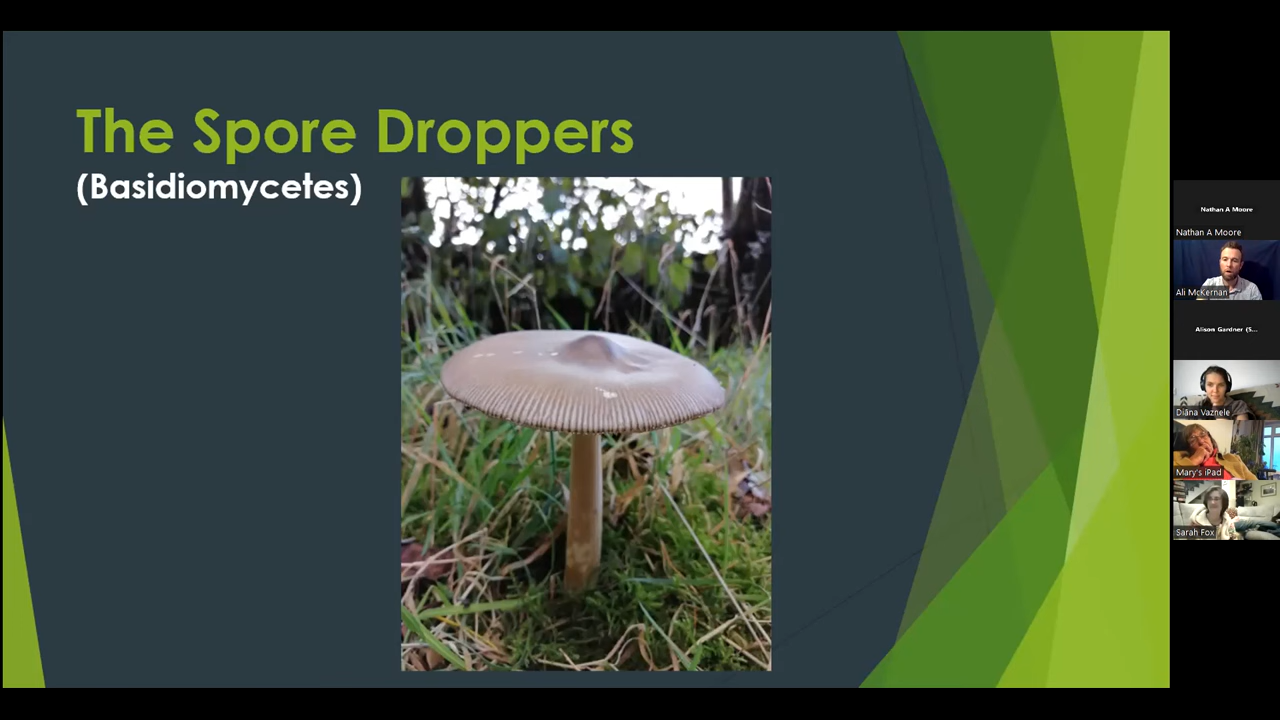 The Spore Droppers
(Basidiomycetes)
Nathan A Moore
Nathan A Moore
Ali McKernan
Alison Gardner (S...
Diāna Vaznele
Mary's iPad
Sarah Fox